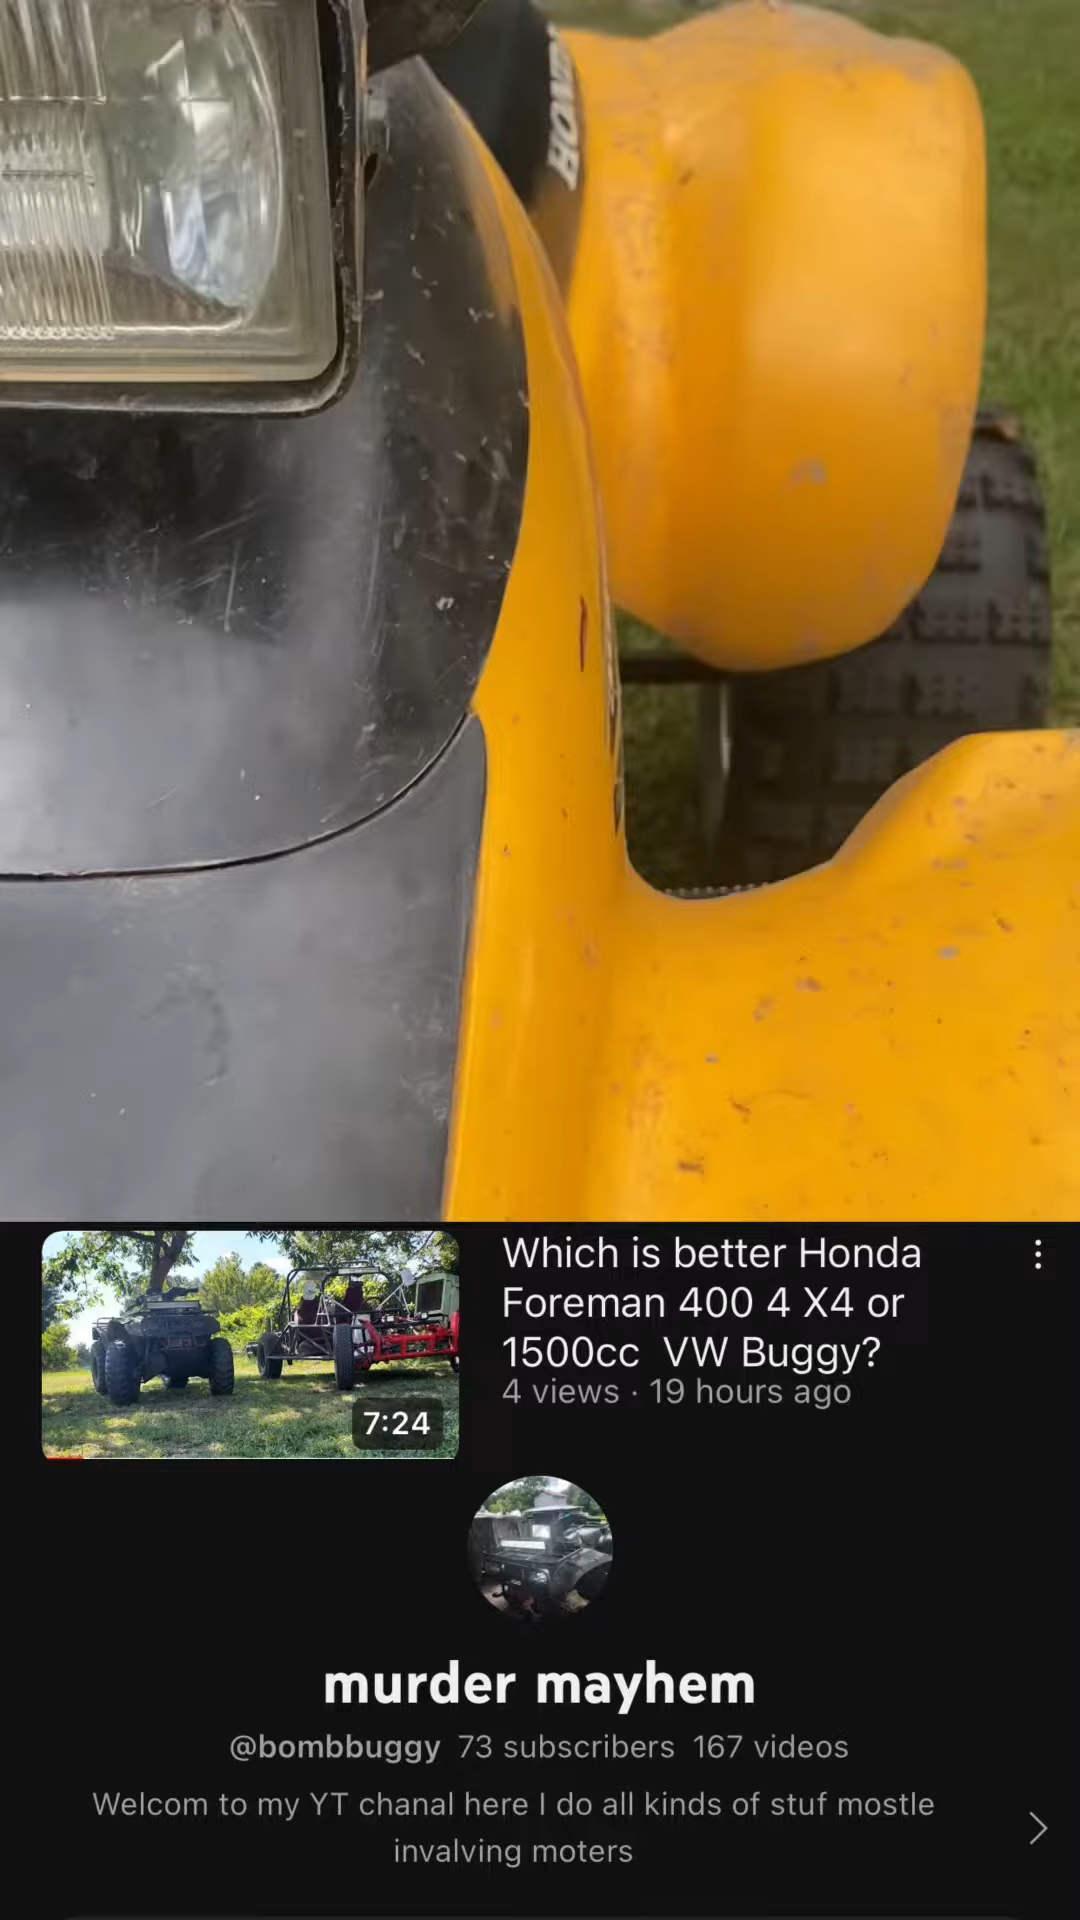 HONDA
Which is better Honda
Foreman 400 4 X4 or
1500cc  VW Buggy?
4 views · 19 hours ago
7:24
murder mayhem
@bombbuggy 73 subscribers 167 videos
Welcom to my YT chanal here I do all kinds of stuf mostle
invalving moters